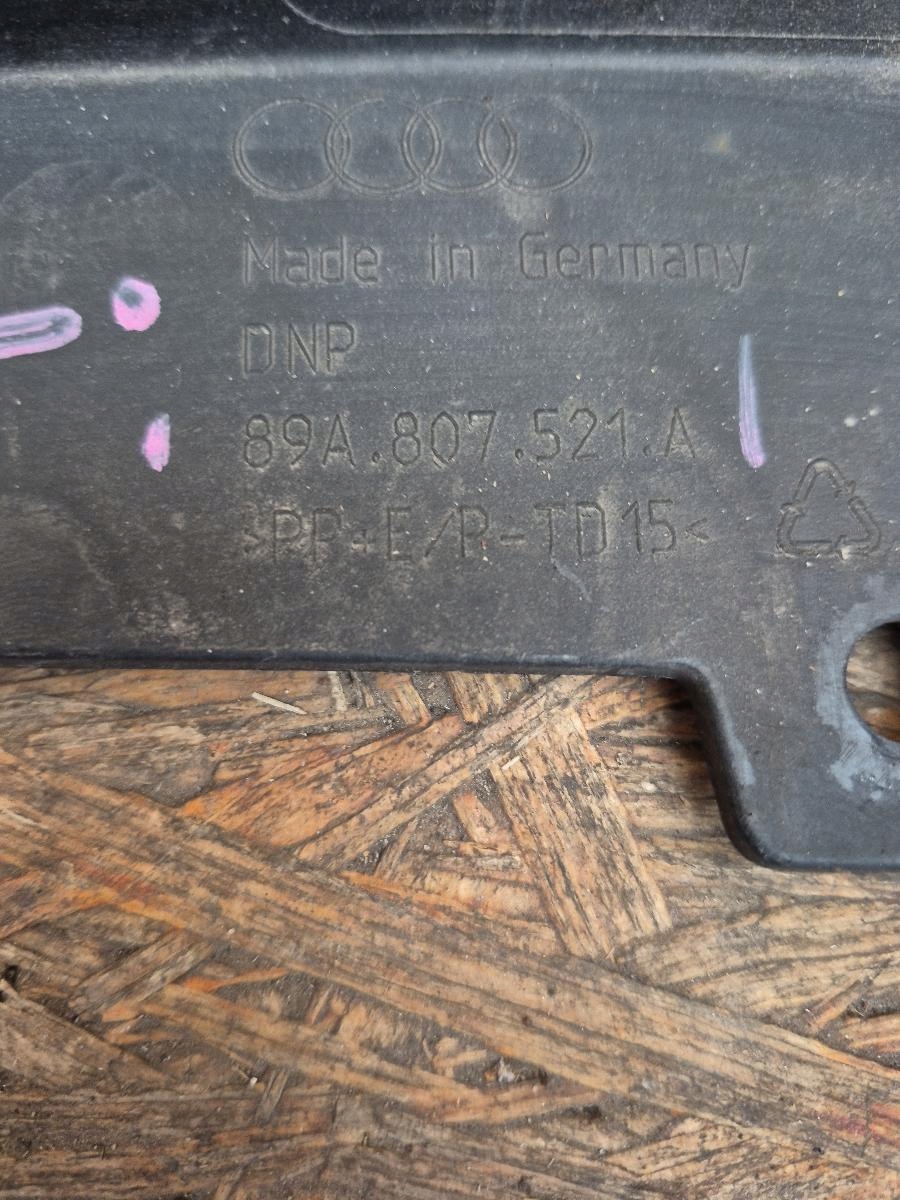 Made in Germany
DNP
89A.807.521.A
>PP+E/P-TD15<